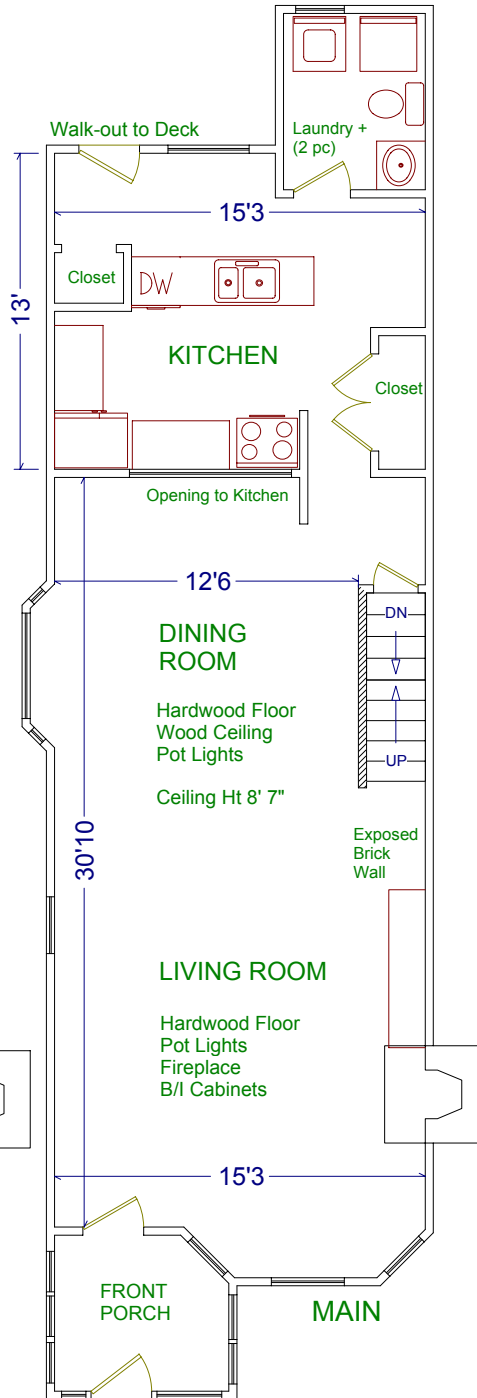 Walk-out to Deck
Laundry +
(2 pc)
15'3
13'
Closet
DW
KITCHEN
Closet
Opening to Kitchen
12'6
DN
DINING
ROOM
Hardwood Floor
Wood Ceiling
Pot Lights
Ceiling Ht 8' 7"
UP
30'10
Exposed
Brick
Wall
LIVING ROOM
Hardwood Floor
Pot Lights
Fireplace
B/I Cabinets
15'3
FRONT
PORCH
MAIN